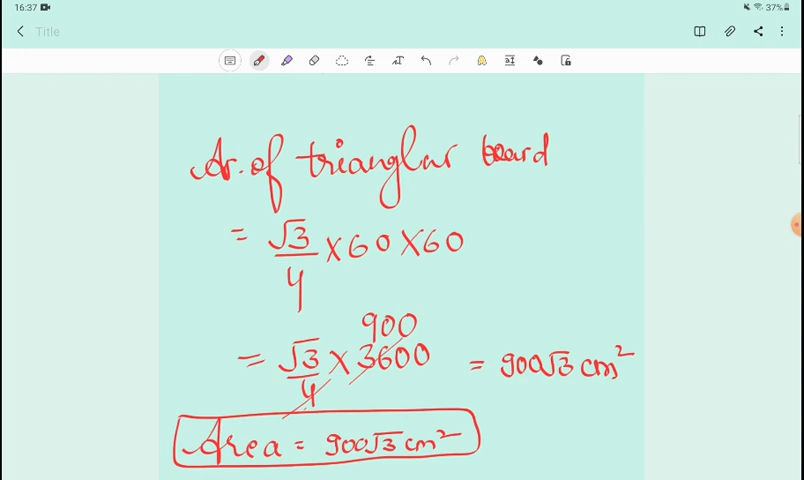 16:37
37%
Title
Ar. of trianglar board
= √3/4 × 60 × 60
900
= √3/4 × 3600 = 900√3 cm²
Area = 900√3 cm²